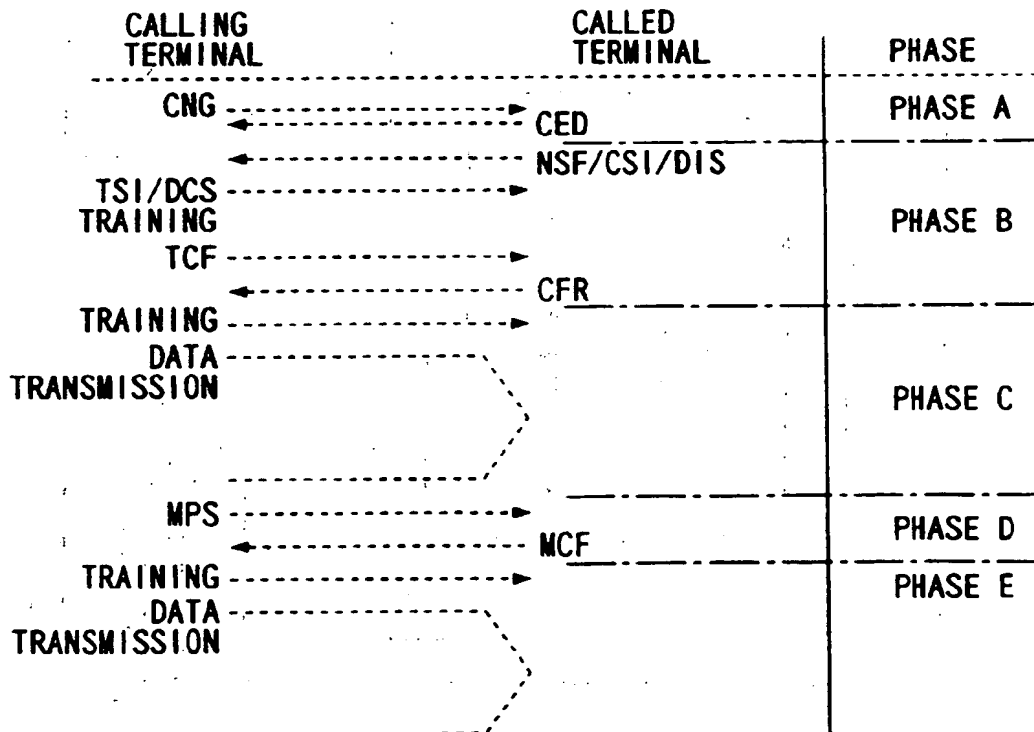 CALLING
TERMINAL
CALLED
TERMINAL
PHASE
CNG
CED
PHASE A
NSF/CSI/DIS
TSI/DCS
TRAINING
PHASE B
TCF
CFR
TRAINING
DATA
TRANSMISSION
PHASE C
MPS
PHASE D
MCF
TRAINING
PHASE E
DATA
TRANSMISSION